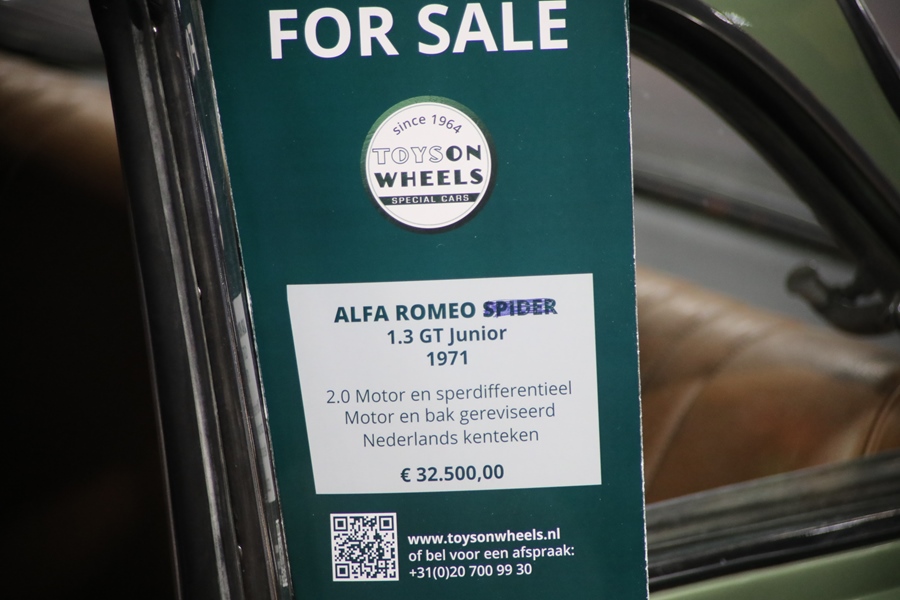 FOR SALE
since 1964
TOYSON
WHEELS
SPECIAL CARS
ALFA ROMEO SPIDER
1.3 GT Junior
1971
2.0 Motor en sperdifferentieel
Motor en bak gereviseerd
Nederlands kenteken
€ 32.500,00
www.toysonwheels.nl
of bel voor een afspraak:
+31(0)20 700 99 30